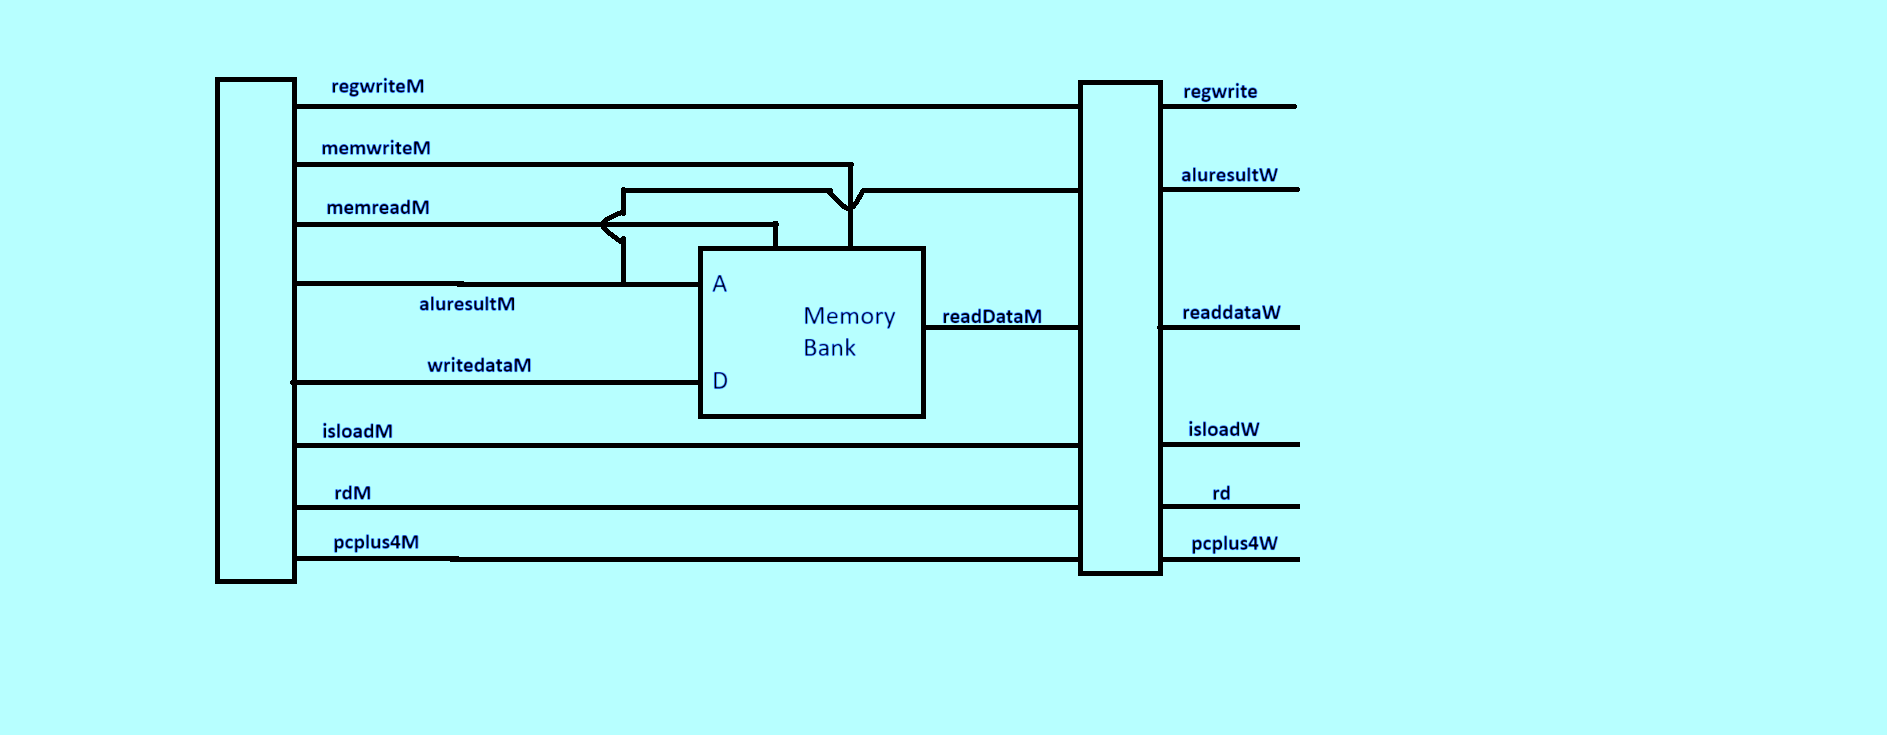 regwriteM
regwrite
memwriteM
aluresultW
memreadM
A
aluresultM
Memory
Bank
readDataM
readdataW
writedataM
D
isloadM
isloadW
rdM
rd
pcplus4M
pcplus4W